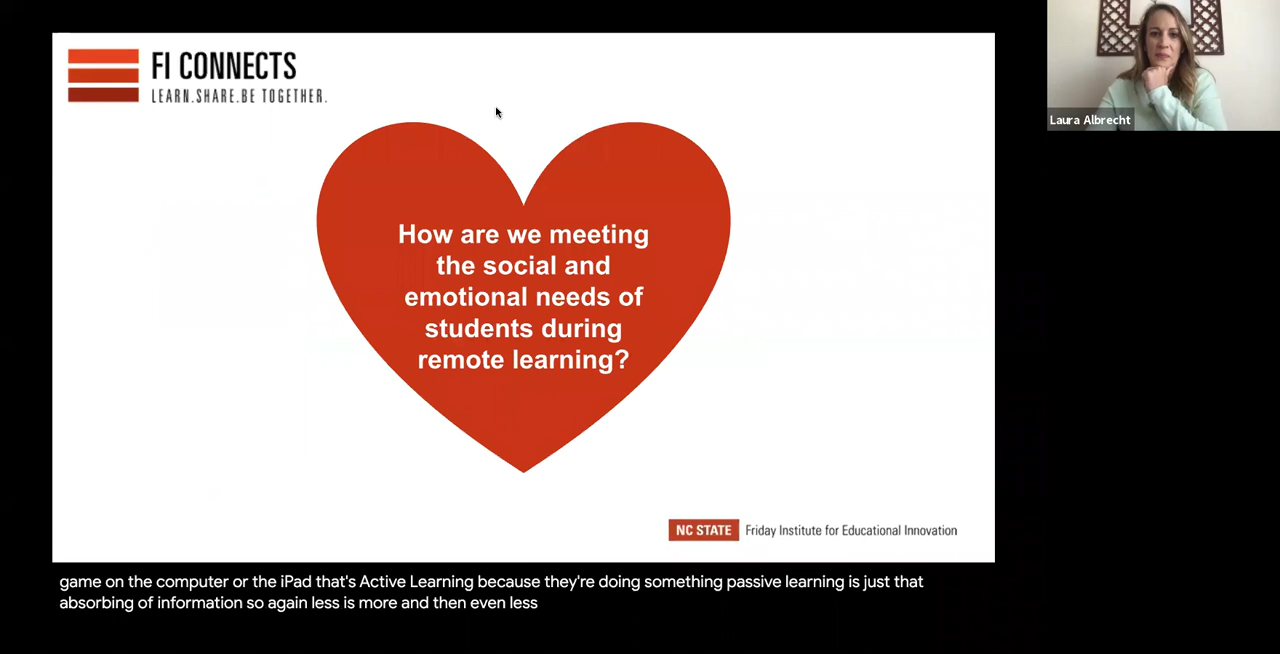 FI CONNECTS
LEARN.SHARE.BE TOGETHER.
Laura Albrecht
How are we meeting
the social and
emotional needs of
students during
remote learning?
NC STATE Friday Institute for Educational Innovation
game on the computer or the iPad that's Active Learning because they're doing something passive learning is just that
absorbing of information so again less is more and then even less